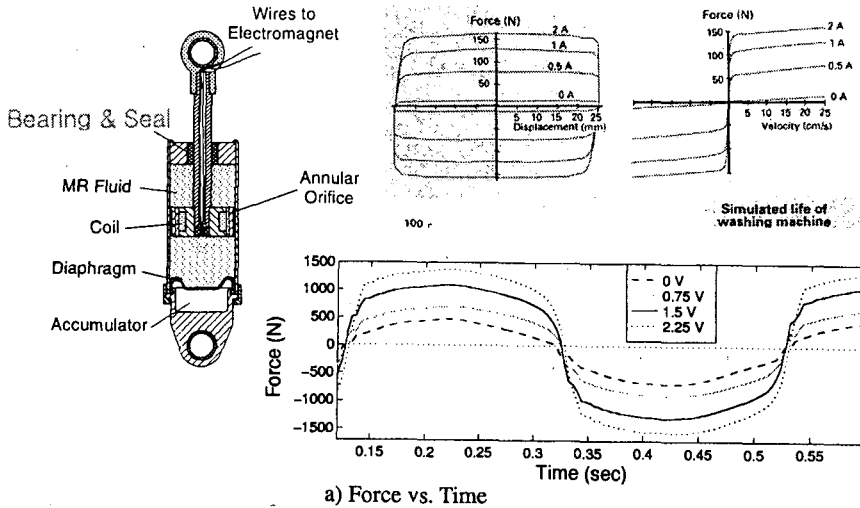 Wires to
Electromagnet
Bearing & Seal
MR Fluid
Coil
Annular
Orifice
Diaphragm
Accumulator
Force (N)
150
100
50
2 A
1 A
0.5 A
0 A
5 10 15 20 25
Displacement (mm)
Force (N)
150
100
50
2 A
1 A
0.5 A
0 A
5 10 15 20 25
Velocity (cm/s)
100
Simulated life of
washing machine
1500
1000
500
0
-500
-1000
-1500
Force (N)
0 V
0.75 V
1.5 V
2.25 V
0.15 0.2 0.25 0.3 0.35 0.4 0.45 0.5 0.55
Time (sec)
a) Force vs. Time